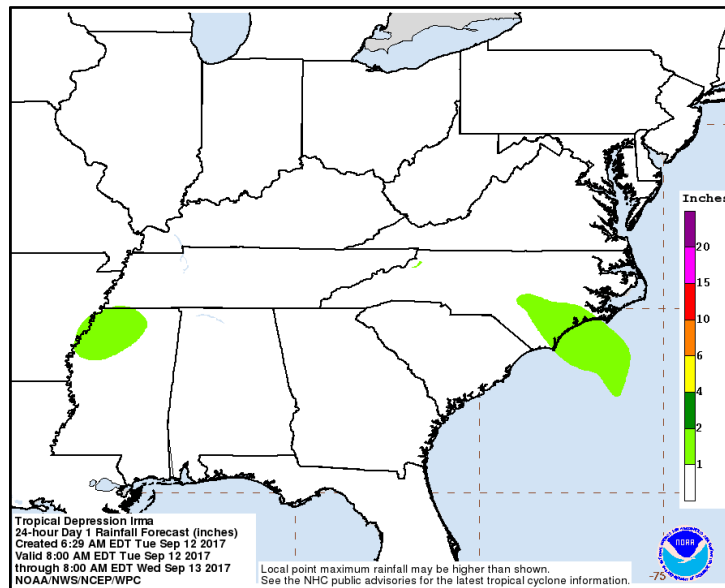 Inches
20
15
10
6
4
2
1
Tropical Depression Irma
24-hour Day 1 Rainfall Forecast (inches)
Created 6:29 AM EDT Tue Sep 12 2017
Valid 8:00 AM EDT Tue Sep 12 2017
through 8:00 AM EDT Wed Sep 13 2017
NOAA/NWS/NCEP/WPC
Local point maximum rainfall may be higher than shown.
See the NHC public advisories for the latest tropical cyclone information.
-75
NOAA